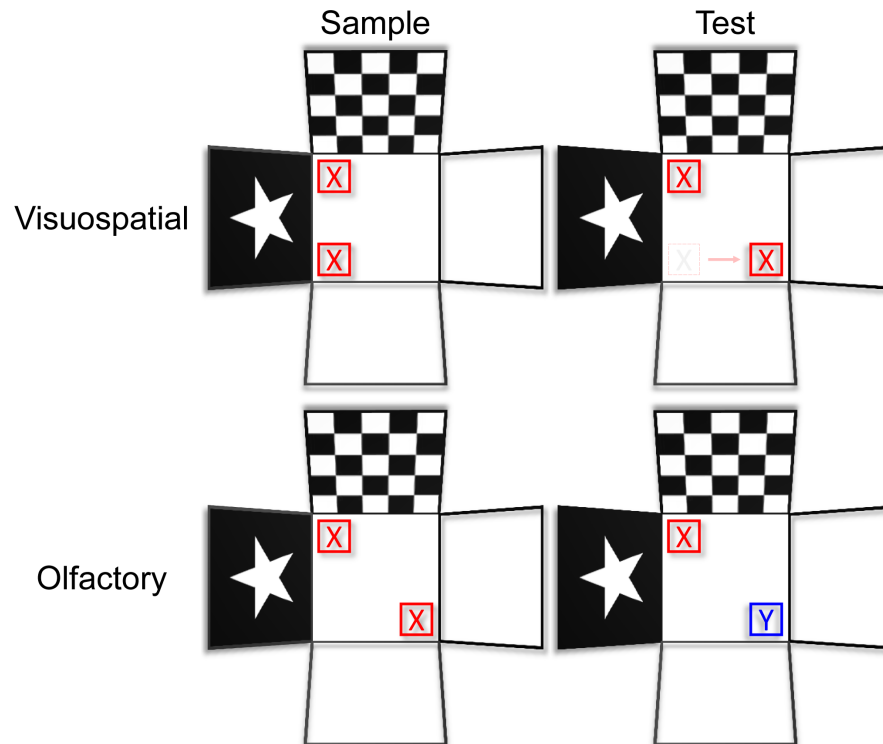 Sample Test
X X
Visuospatial
X X X
X X
Olfactory
X Y